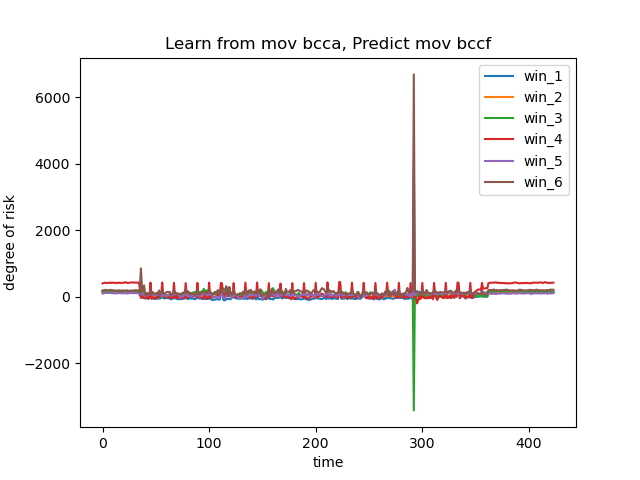 Learn from mov bcca, Predict mov bccf
win_1
win_2
win_3
win_4
win_5
win_6
6000
4000
2000
0
−2000
degree of risk
0 100 200 300 400
time